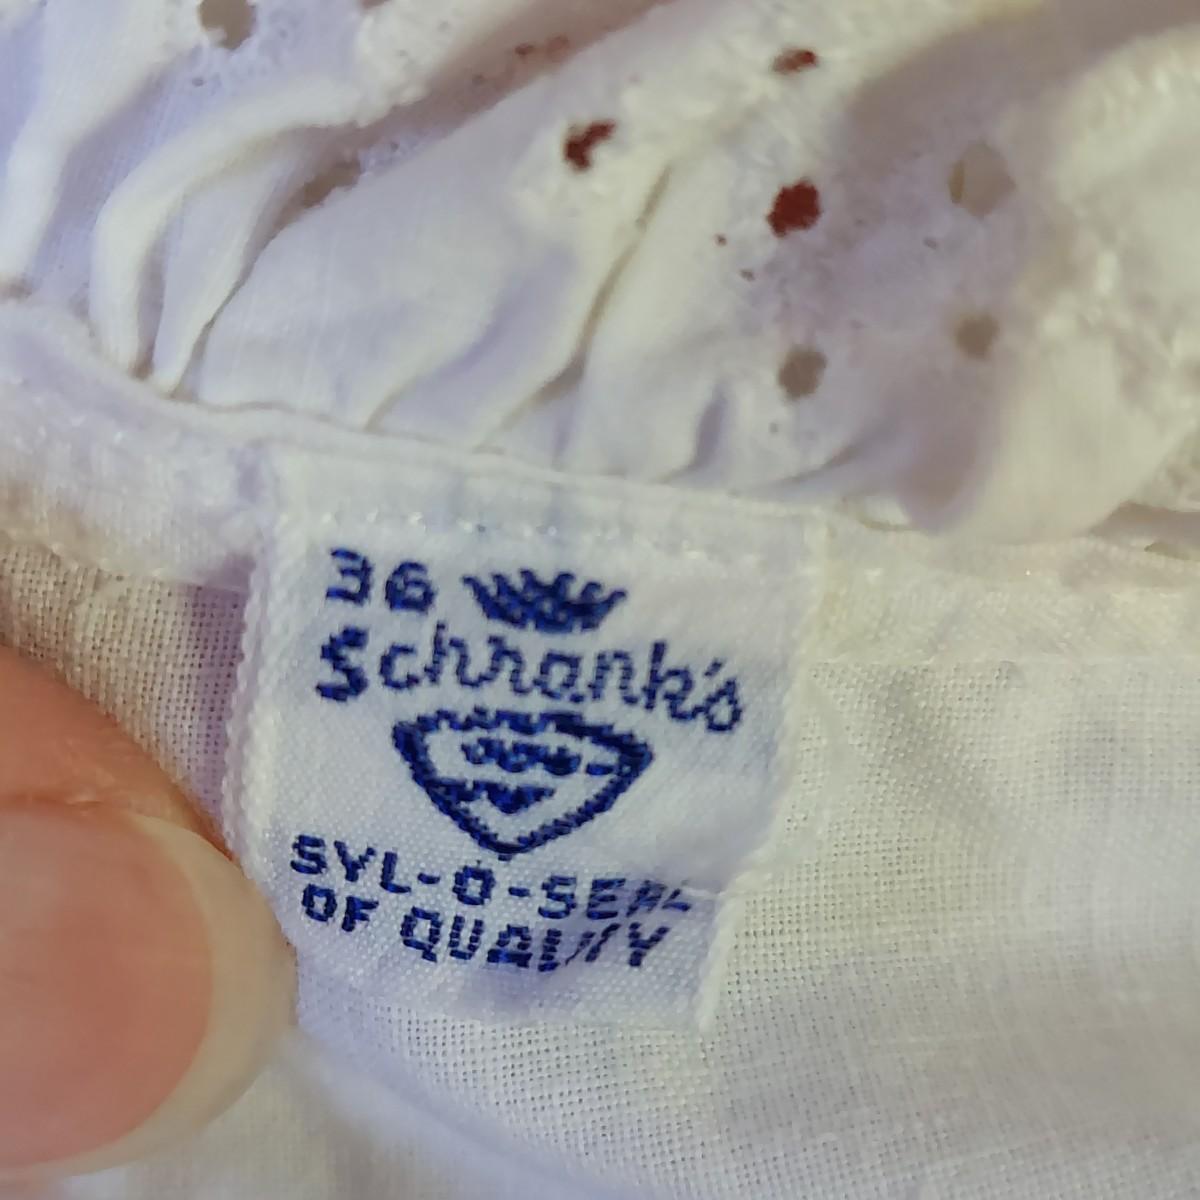 36
Schrank's
SYL-O-SEAL
OF QUALITY